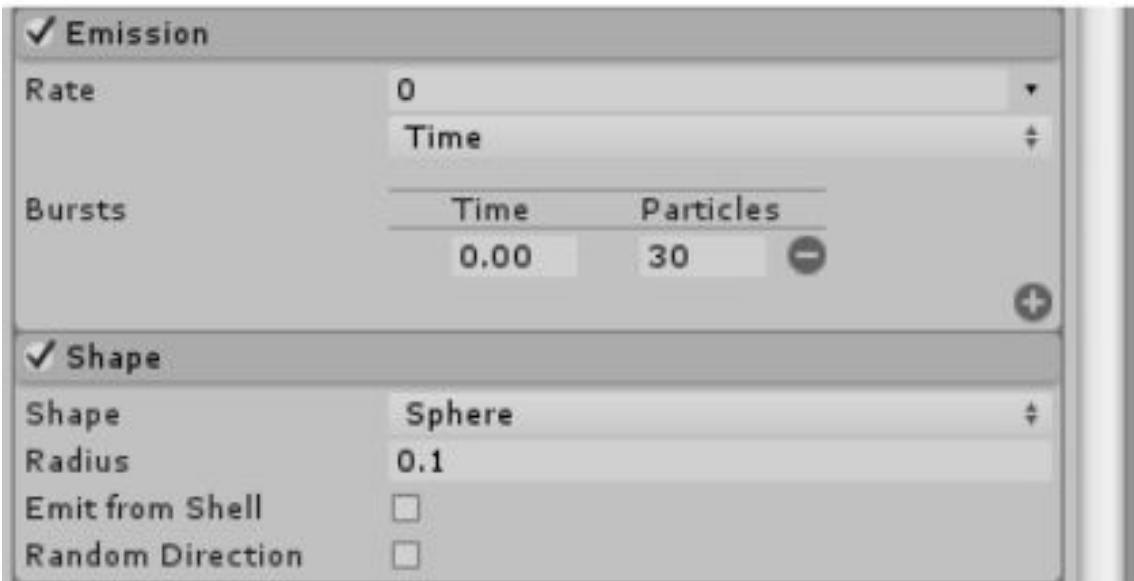 Emission
Rate 0
Time
Bursts Time Particles
0.00 30
Shape
Shape Sphere
Radius 0.1
Emit from Shell
Random Direction